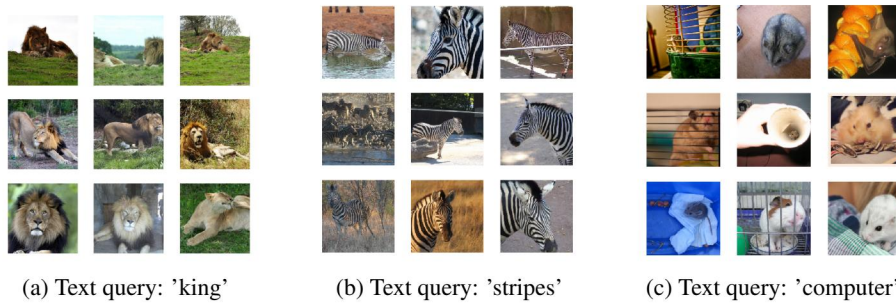 (a) Text query: 'king'
(b) Text query: 'stripes'
(c) Text query: 'computer